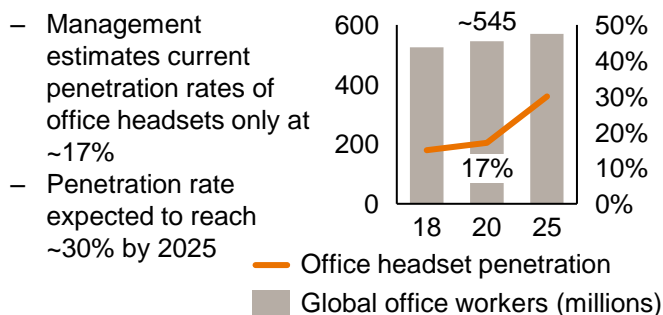 – Management
estimates current
penetration rates of
office headsets only at
~17%
– Penetration rate
expected to reach
~30% by 2025
600
400
200
0
~545
17%
50%
40%
30%
20%
10%
0%
18 20 25
Office headset penetration
Global office workers (millions)